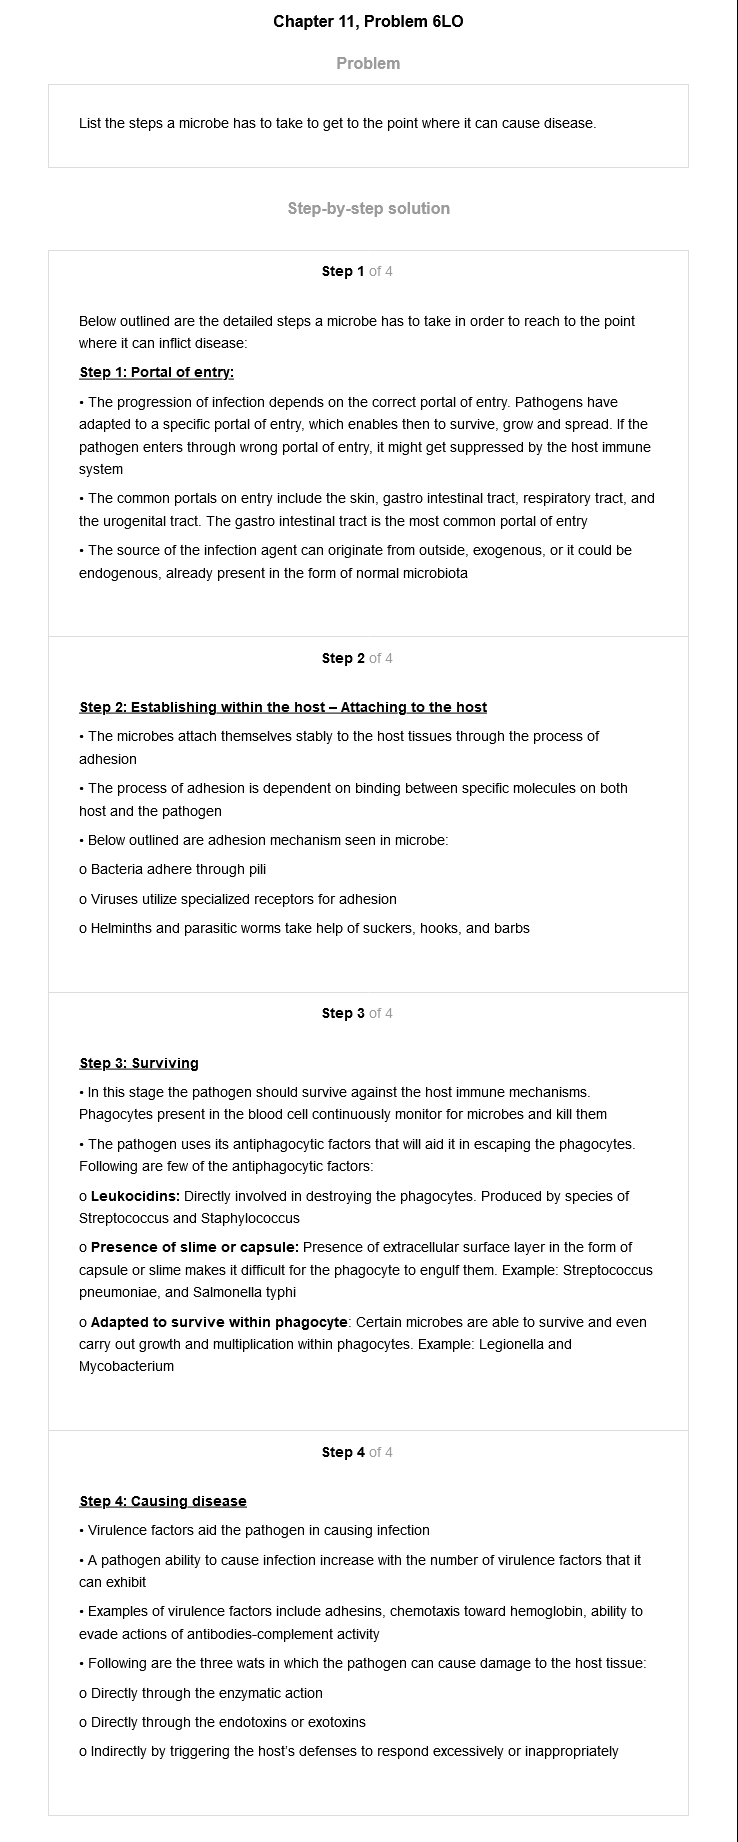 Chapter 11, Problem 6LO
Problem
List the steps a microbe has to take to get to the point where it can cause disease.
Step-by-step solution
Step 1 of 4
Below outlined are the detailed steps a microbe has to take in order to reach to the point
where it can inflict disease:
Step 1: Portal of entry:
• The progression of infection depends on the correct portal of entry. Pathogens have
adapted to a specific portal of entry, which enables then to survive, grow and spread. If the
pathogen enters through wrong portal of entry, it might get suppressed by the host immune
system
• The common portals on entry include the skin, gastro intestinal tract, respiratory tract, and
the urogenital tract. The gastro intestinal tract is the most common portal of entry
• The source of the infection agent can originate from outside, exogenous, or it could be
endogenous, already present in the form of normal microbiota
Step 2 of 4
Step 2: Establishing within the host – Attaching to the host
• The microbes attach themselves stably to the host tissues through the process of
adhesion
• The process of adhesion is dependent on binding between specific molecules on both
host and the pathogen
• Below outlined are adhesion mechanism seen in microbe:
o Bacteria adhere through pili
o Viruses utilize specialized receptors for adhesion
o Helminths and parasitic worms take help of suckers, hooks, and barbs
Step 3 of 4
Step 3: Surviving
• In this stage the pathogen should survive against the host immune mechanisms.
Phagocytes present in the blood cell continuously monitor for microbes and kill them
• The pathogen uses its antiphagocytic factors that will aid it in escaping the phagocytes.
Following are few of the antiphagocytic factors:
o Leukocidins: Directly involved in destroying the phagocytes. Produced by species of
Streptococcus and Staphylococcus
o Presence of slime or capsule: Presence of extracellular surface layer in the form of
capsule or slime makes it difficult for the phagocyte to engulf them. Example: Streptococcus
pneumoniae, and Salmonella typhi
o Adapted to survive within phagocyte: Certain microbes are able to survive and even
carry out growth and multiplication within phagocytes. Example: Legionella and
Mycobacterium
Step 4 of 4
Step 4: Causing disease
• Virulence factors aid the pathogen in causing infection
• A pathogen ability to cause infection increase with the number of virulence factors that it
can exhibit
• Examples of virulence factors include adhesins, chemotaxis toward hemoglobin, ability to
evade actions of antibodies-complement activity
• Following are the three wats in which the pathogen can cause damage to the host tissue:
o Directly through the enzymatic action
o Directly through the endotoxins or exotoxins
o Indirectly by triggering the host's defenses to respond excessively or inappropriately